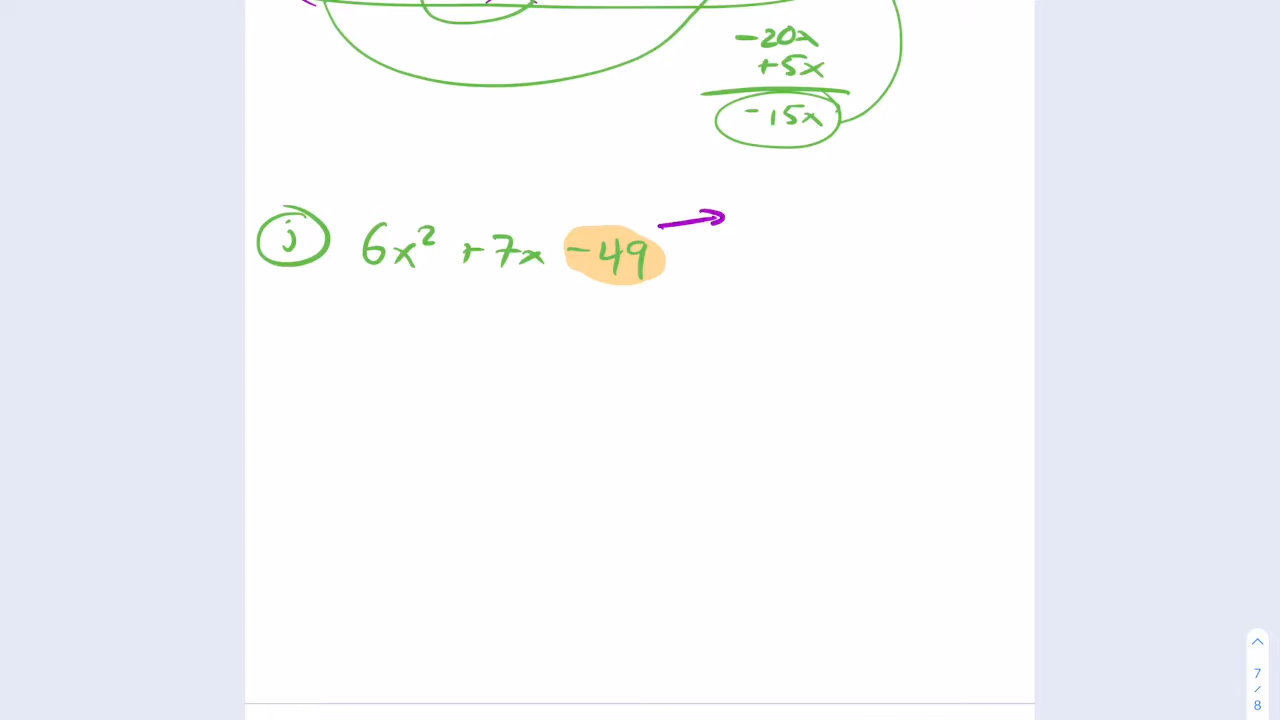 -20x
+5x
-15x
j 6x² +7x -49
7
/
8